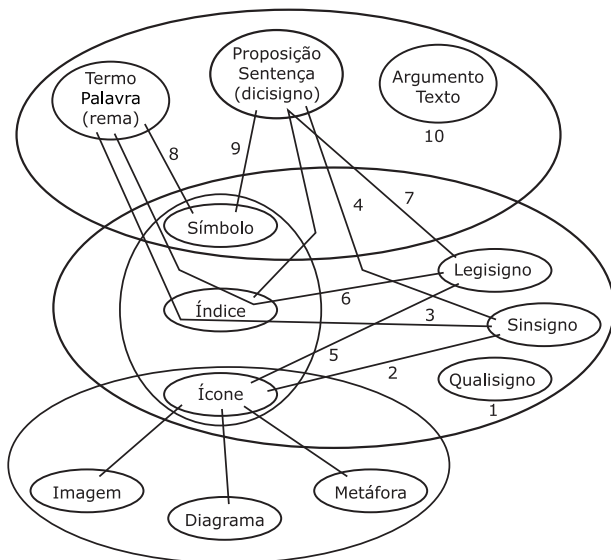 Termo
Palavra
(rema)
Proposição
Sentença
(dicisigno)
Argumento
Texto
10
8
9
4
7
Símbolo
Legisigno
Índice
6
3
Sinsigno
5
2
Ícone
Qualisigno
1
Imagem
Diagrama
Metáfora